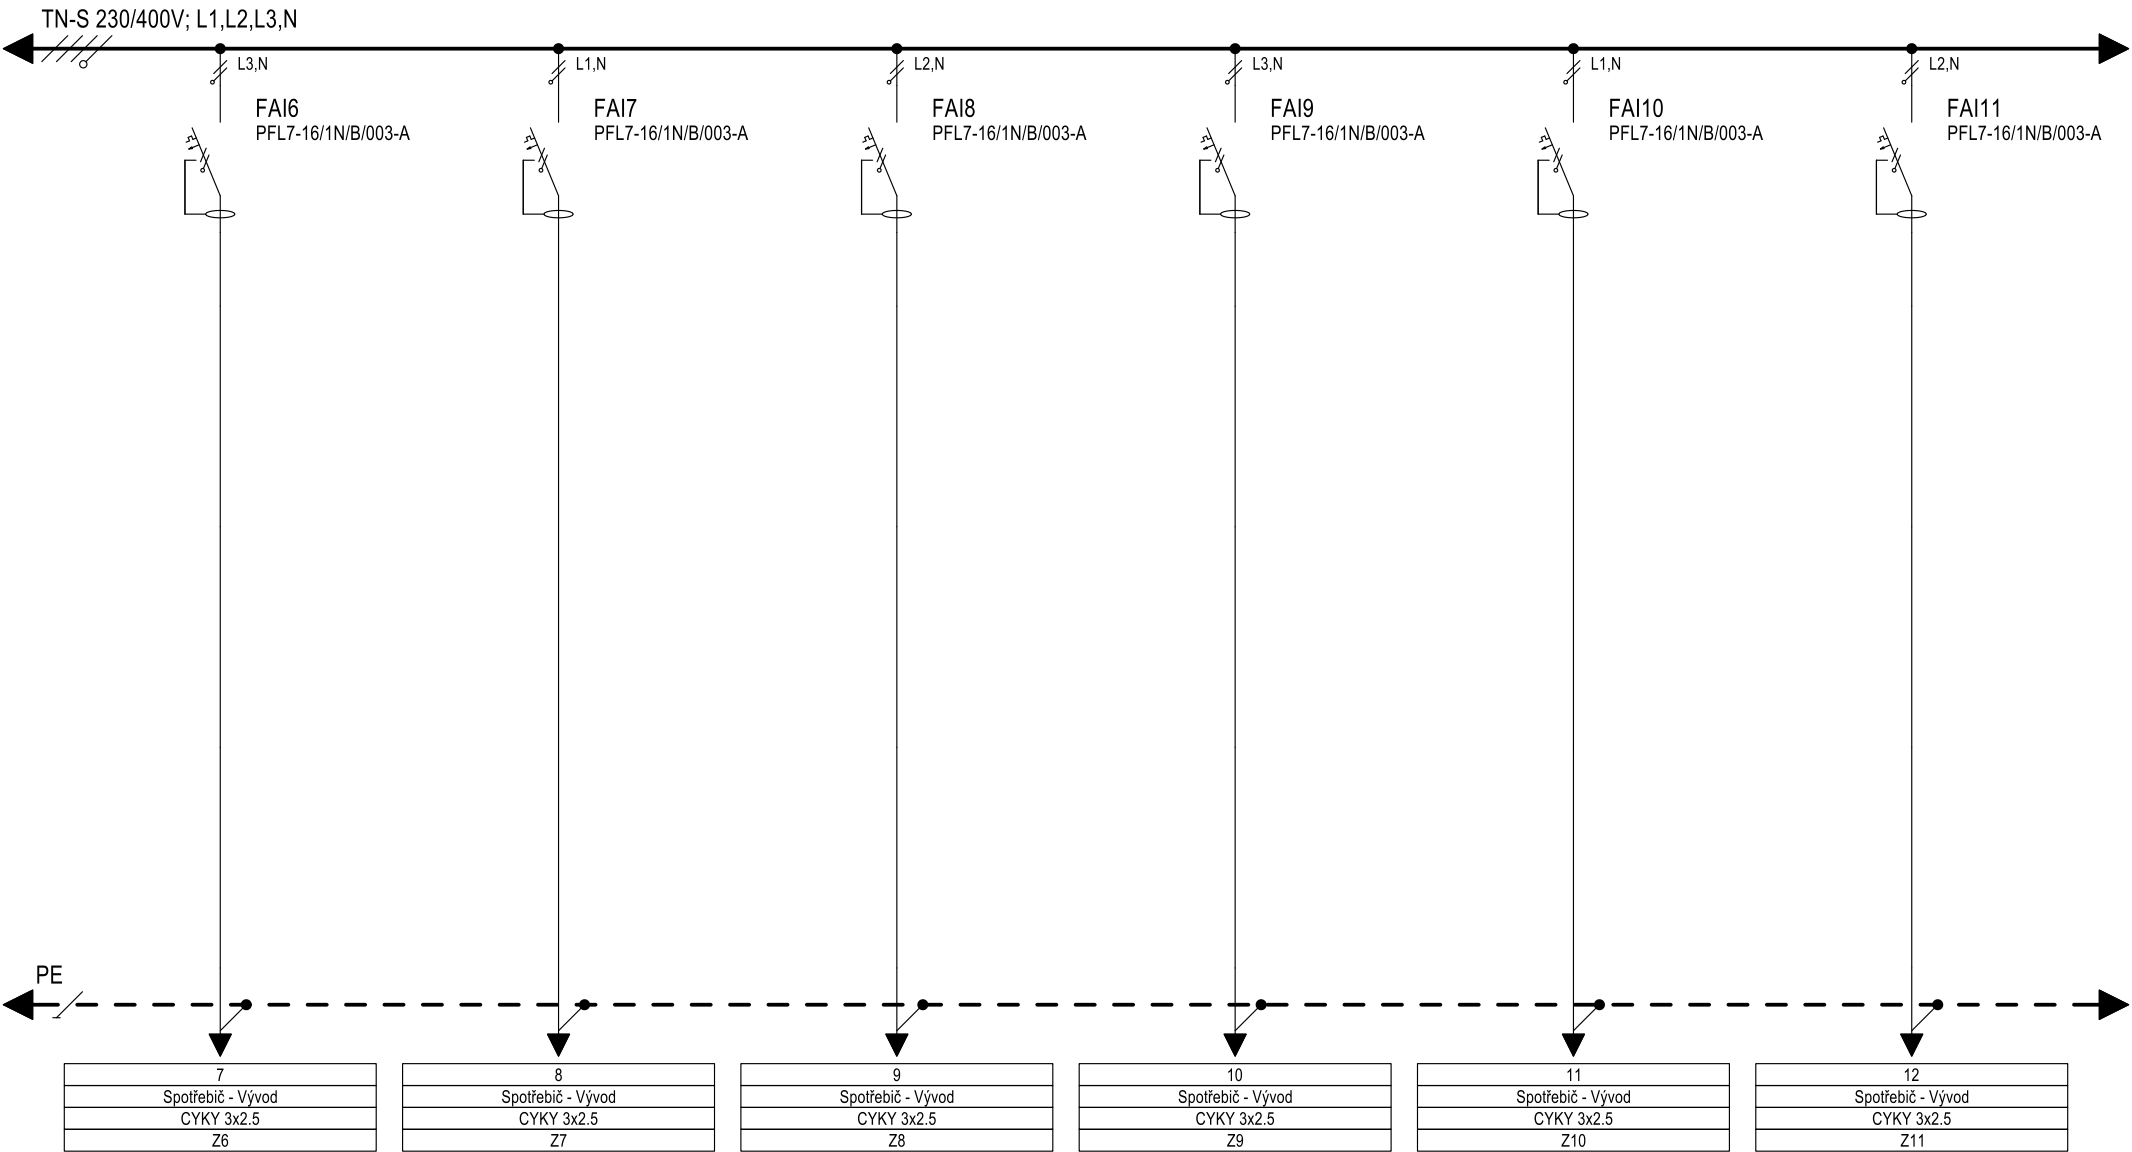 TN-S 230/400V; L1,L2,L3,N
L3,N
L1,N
L2,N
L3,N
L1,N
L2,N
FAI6
PFL7-16/1N/B/003-A
FAI7
PFL7-16/1N/B/003-A
FAI8
PFL7-16/1N/B/003-A
FAI9
PFL7-16/1N/B/003-A
FAI10
PFL7-16/1N/B/003-A
FAI11
PFL7-16/1N/B/003-A
PE
7
Spotřebič - Vývod
CYKY 3x2.5
Z6
8
Spotřebič - Vývod
CYKY 3x2.5
Z7
9
Spotřebič - Vývod
CYKY 3x2.5
Z8
10
Spotřebič - Vývod
CYKY 3x2.5
Z9
11
Spotřebič - Vývod
CYKY 3x2.5
Z10
12
Spotřebič - Vývod
CYKY 3x2.5
Z11